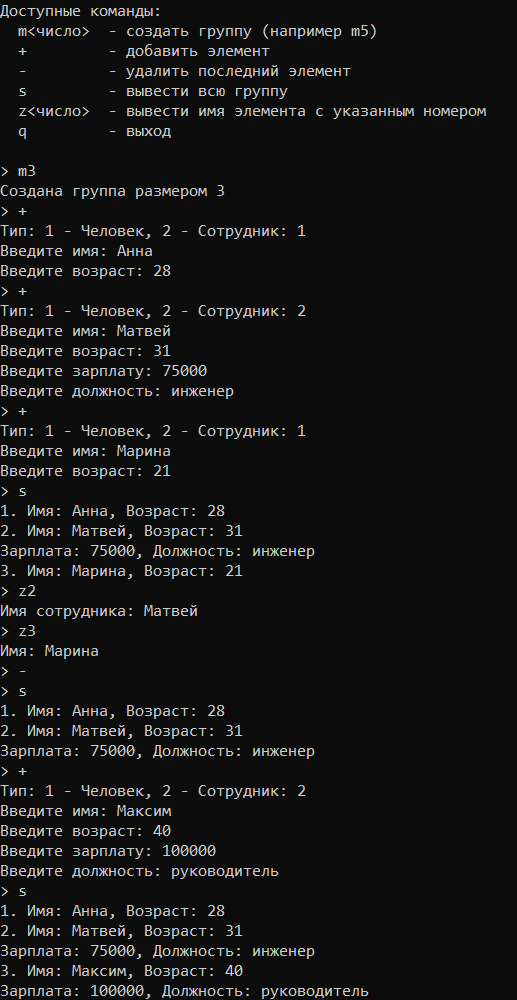 Доступные команды:
  m<число>  - создать группу (например m5)
  +         - добавить элемент
  -         - удалить последний элемент
  s         - вывести всю группу
  z<число>  - вывести имя элемента с указанным номером
  q         - выход

> m3
Создана группа размером 3
> +
Тип: 1 - Человек, 2 - Сотрудник: 1
Введите имя: Анна
Введите возраст: 28
> +
Тип: 1 - Человек, 2 - Сотрудник: 2
Введите имя: Матвей
Введите возраст: 31
Введите зарплату: 75000
Введите должность: инженер
> +
Тип: 1 - Человек, 2 - Сотрудник: 1
Введите имя: Марина
Введите возраст: 21
> s
1. Имя: Анна, Возраст: 28
2. Имя: Матвей, Возраст: 31
Зарплата: 75000, Должность: инженер
3. Имя: Марина, Возраст: 21
> z2
Имя сотрудника: Матвей
> z3
Имя: Марина
> -
> s
1. Имя: Анна, Возраст: 28
2. Имя: Матвей, Возраст: 31
Зарплата: 75000, Должность: инженер
> +
Тип: 1 - Человек, 2 - Сотрудник: 2
Введите имя: Максим
Введите возраст: 40
Введите зарплату: 100000
Введите должность: руководитель
> s
1. Имя: Анна, Возраст: 28
2. Имя: Матвей, Возраст: 31
Зарплата: 75000, Должность: инженер
3. Имя: Максим, Возраст: 40
Зарплата: 100000, Должность: руководитель